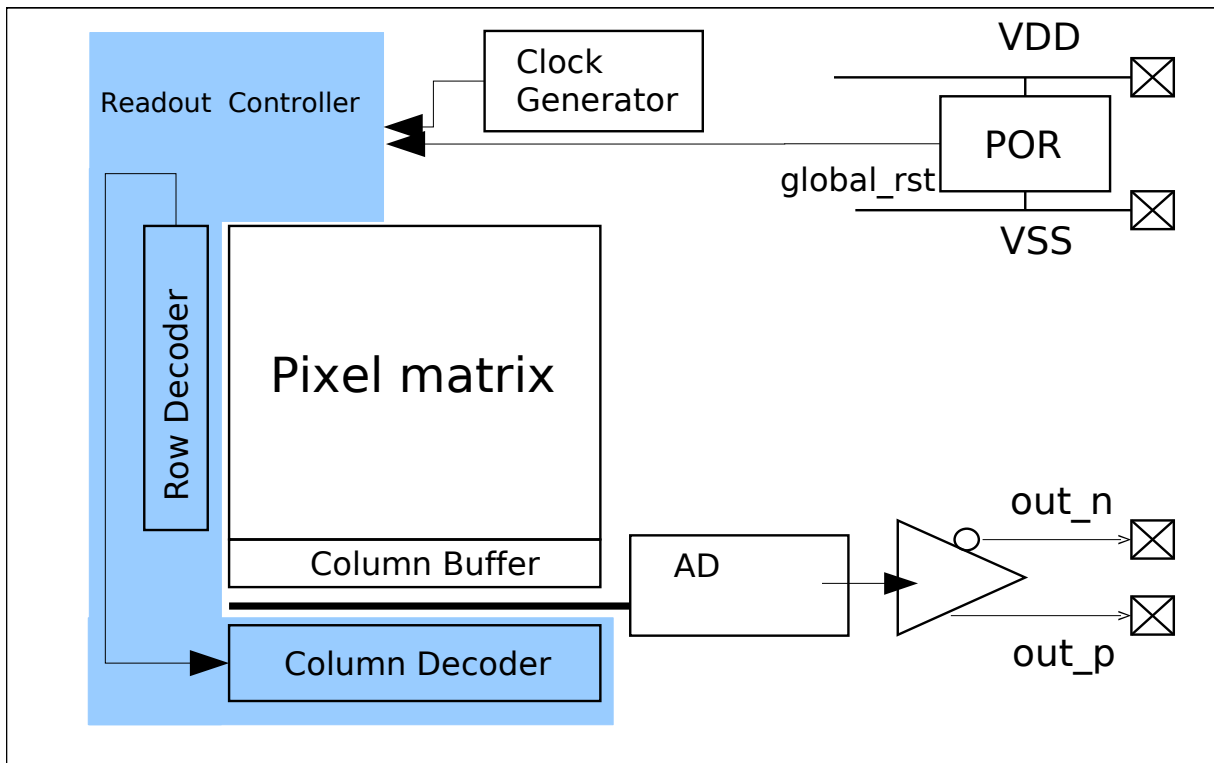 VDD
Clock
Generator
Readout Controller
POR
global_rst
VSS
Row Decoder
Pixel matrix
out_n
Column Buffer
AD
out_p
Column Decoder